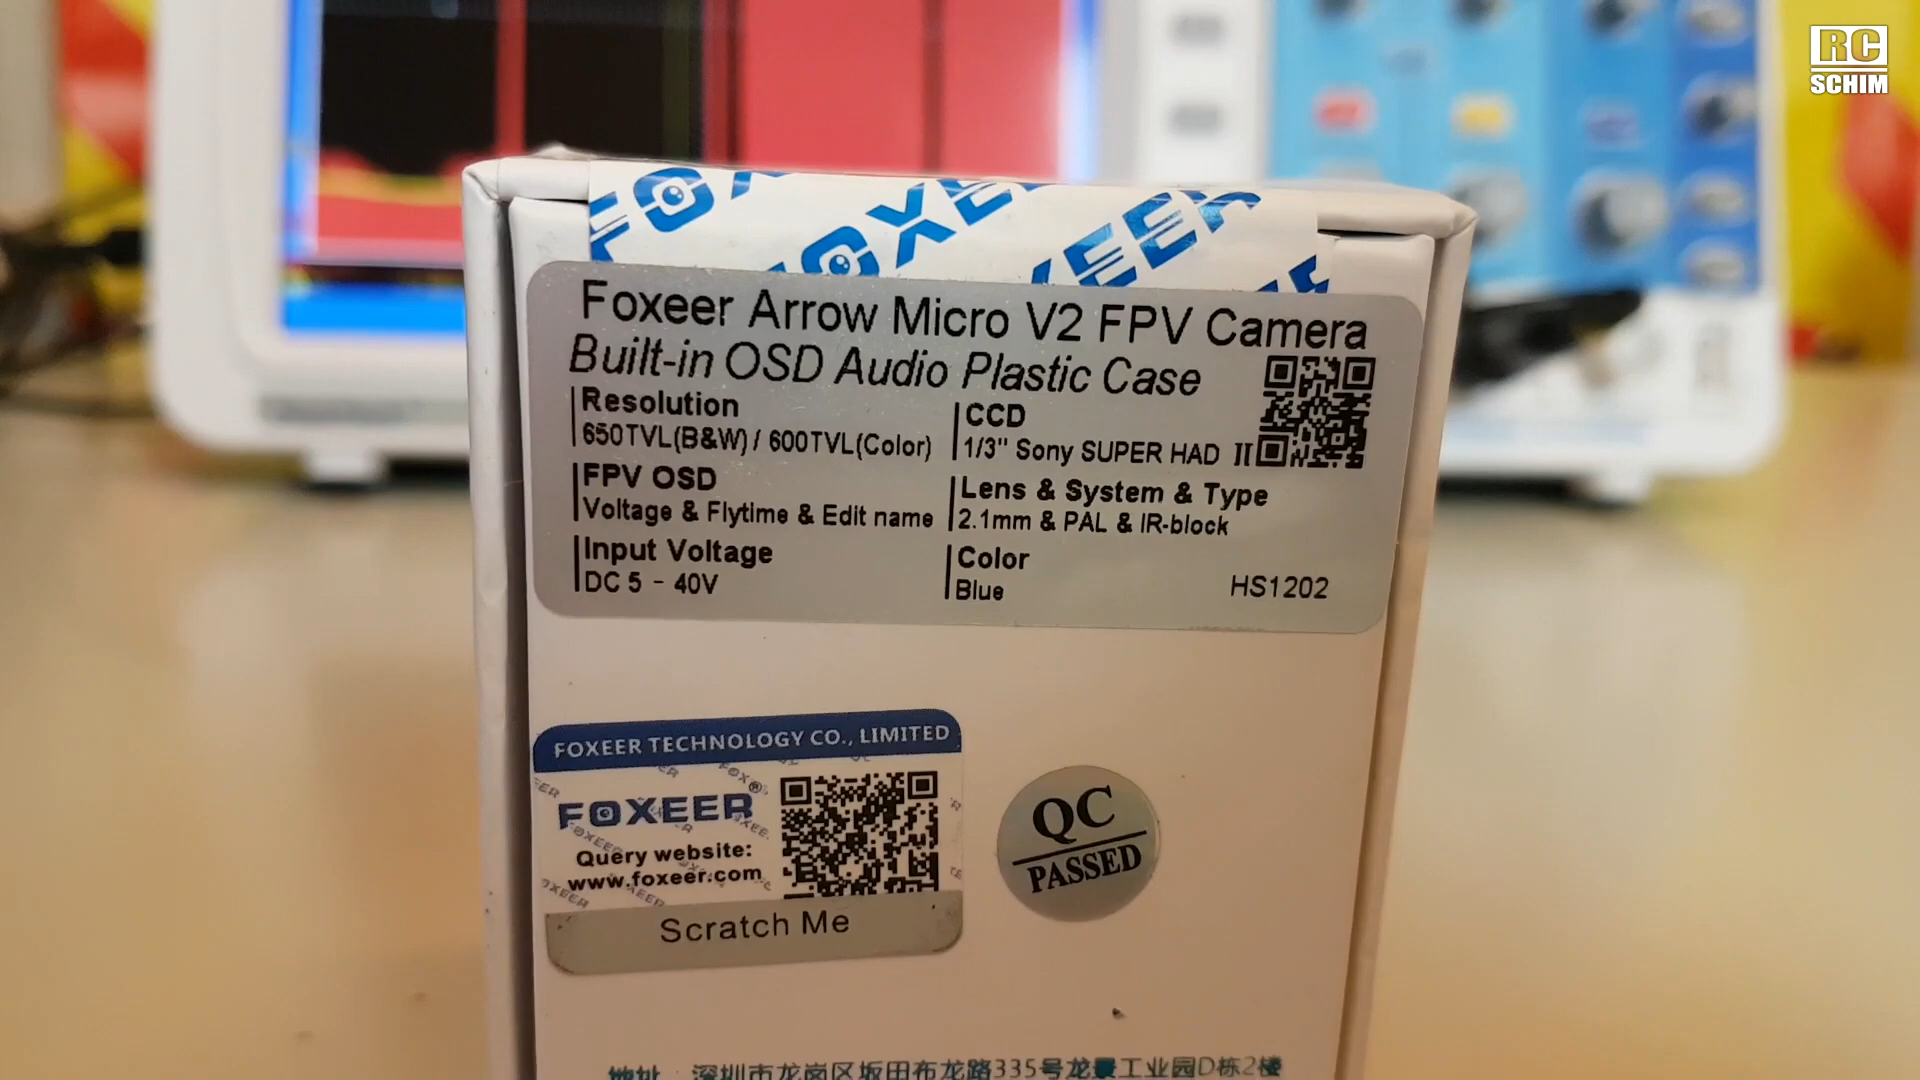 RC
SCHIM
FOXEER
Foxeer Arrow Micro V2 FPV Camera
Built-in OSD Audio Plastic Case
Resolution
650TVL(B&W) / 600TVL(Color)
CCD
1/3" Sony SUPER HAD II
FPV OSD
Voltage & Flytime & Edit name
Lens & System & Type
2.1mm & PAL & IR-block
Input Voltage
DC 5 - 40V
Color
Blue
HS1202
FOXEER TECHNOLOGY CO., LIMITED
FOXEER®
Query website:
www.foxeer.com
Scratch Me
QC
PASSED
地址：深圳市龙岗区坂田布龙路335号龙景工业园D栋2楼